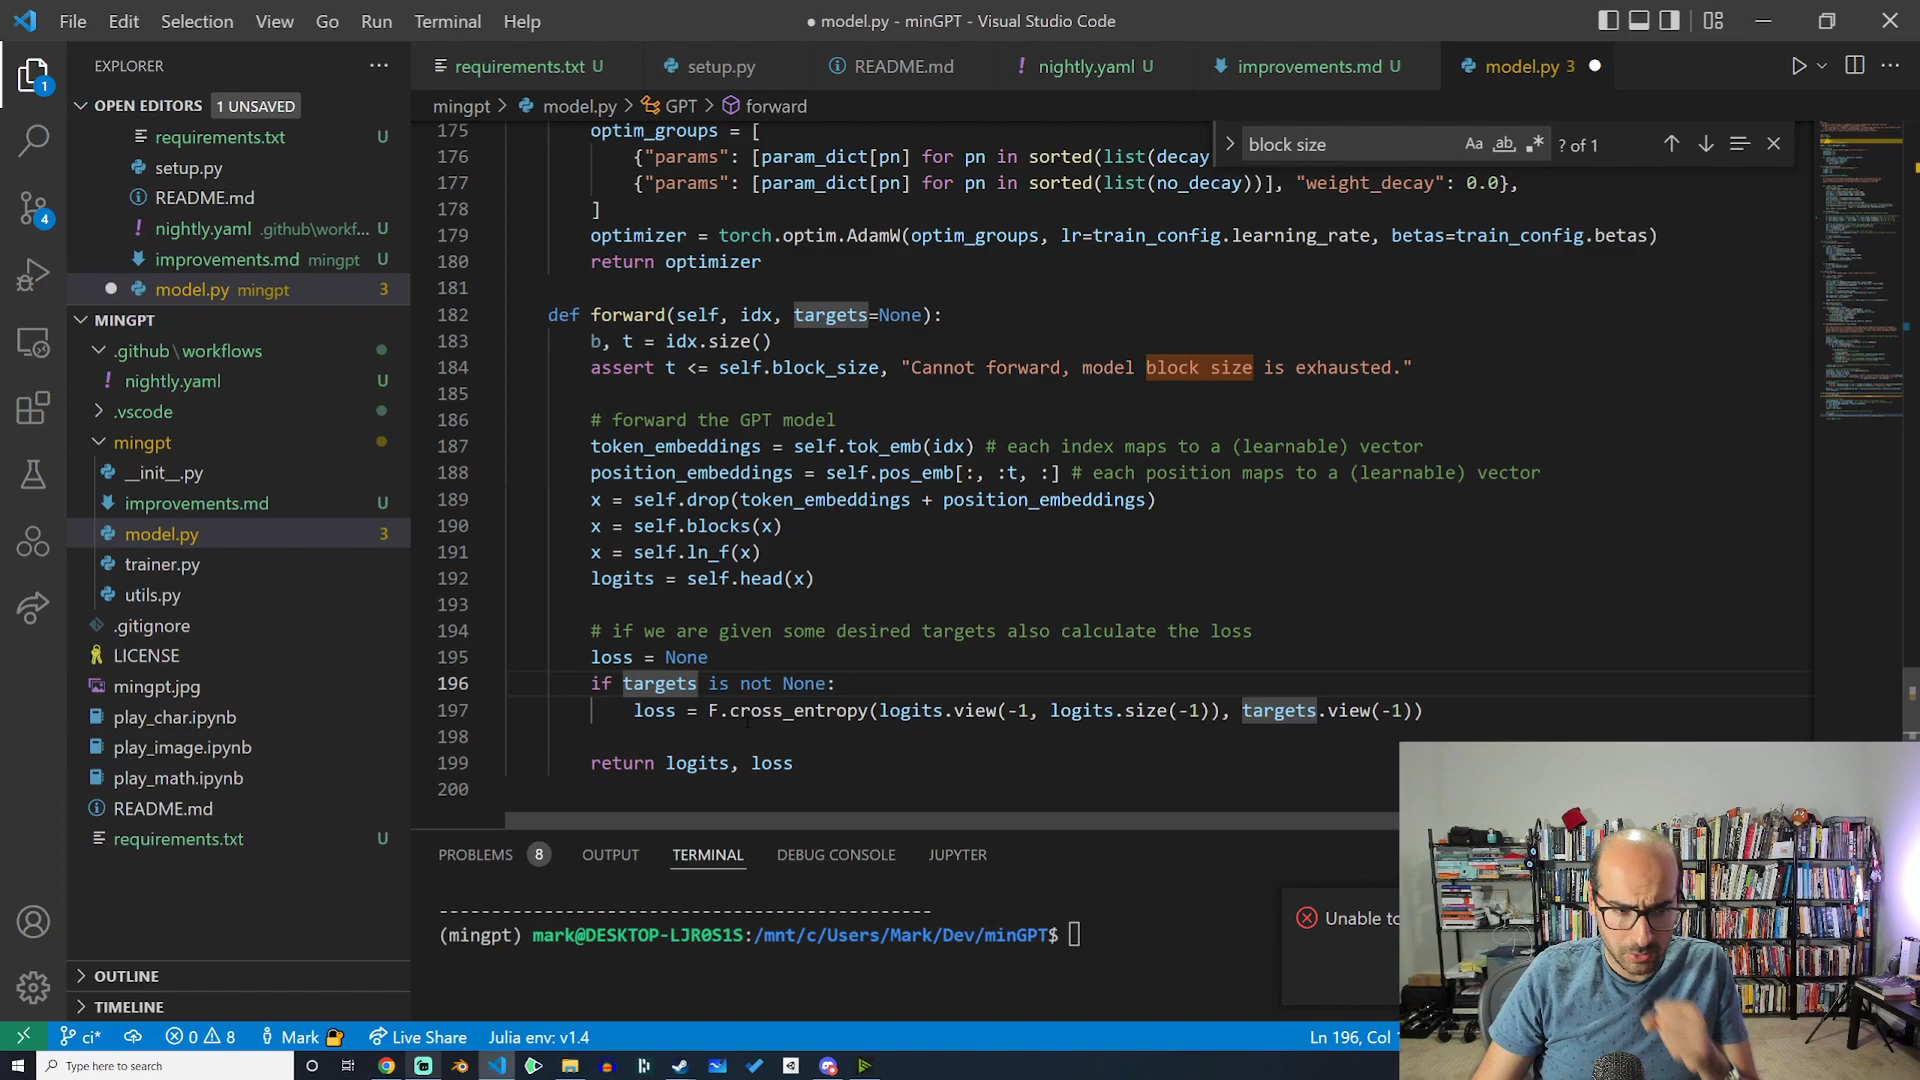 File Edit Selection View Go Run Terminal Help
● model.py - minGPT - Visual Studio Code
EXPLORER
OPEN EDITORS 1 UNSAVED
requirements.txt U
setup.py
README.md
nightly.yaml .github\workf... U
improvements.md mingpt U
model.py mingpt 3
MINGPT
.github\workflows
nightly.yaml U
.vscode
mingpt
__init__.py
improvements.md U
model.py 3
trainer.py
utils.py
.gitignore
LICENSE
mingpt.jpg
play_char.ipynb
play_image.ipynb
play_math.ipynb
README.md
requirements.txt U
OUTLINE
TIMELINE
1
4
requirements.txt U setup.py README.md nightly.yaml U improvements.md U model.py 3
mingpt > model.py > GPT > forward
block size Aa ab ? of 1
175 optim_groups = [
176 {"params": [param_dict[pn] for pn in sorted(list(decay
177 {"params": [param_dict[pn] for pn in sorted(list(no_decay))], "weight_decay": 0.0},
178 ]
179 optimizer = torch.optim.AdamW(optim_groups, lr=train_config.learning_rate, betas=train_config.betas)
180 return optimizer
181
182 def forward(self, idx, targets=None):
183 b, t = idx.size()
184 assert t <= self.block_size, "Cannot forward, model block size is exhausted."
185
186 # forward the GPT model
187 token_embeddings = self.tok_emb(idx) # each index maps to a (learnable) vector
188 position_embeddings = self.pos_emb[:, :t, :] # each position maps to a (learnable) vector
189 x = self.drop(token_embeddings + position_embeddings)
190 x = self.blocks(x)
191 x = self.ln_f(x)
192 logits = self.head(x)
193
194 # if we are given some desired targets also calculate the loss
195 loss = None
196 if targets is not None:
197 loss = F.cross_entropy(logits.view(-1, logits.size(-1)), targets.view(-1))
198
199 return logits, loss
200
PROBLEMS 8 OUTPUT TERMINAL DEBUG CONSOLE JUPYTER
----------------------------------------------
(mingpt) mark@DESKTOP-LJR0S1S:/mnt/c/Users/Mark/Dev/minGPT$
Unable to
ci* 0 8 Mark Live Share Julia env: v1.4 Ln 196, Col
Type here to search